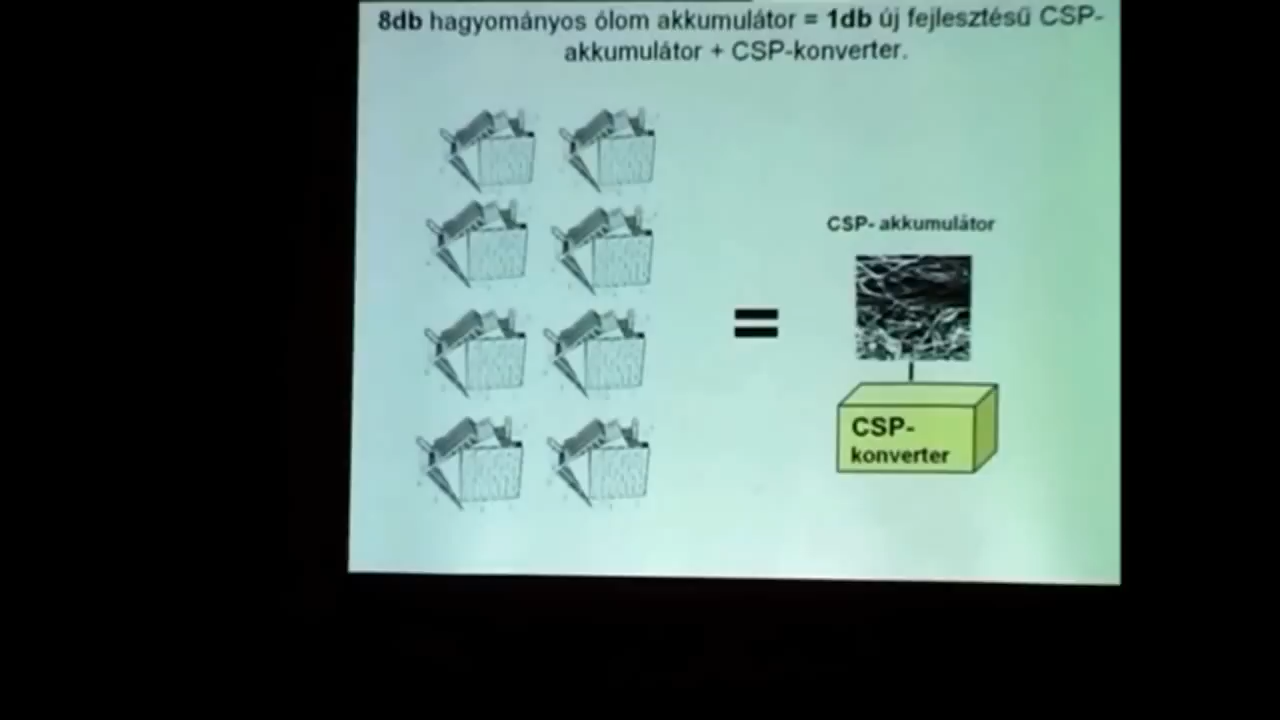 8db hagyományos ólom akkumulátor = 1db új fejlesztésű CSP-
akkumulátor + CSP-konverter.
CSP- akkumulátor
=
CSP-
konverter